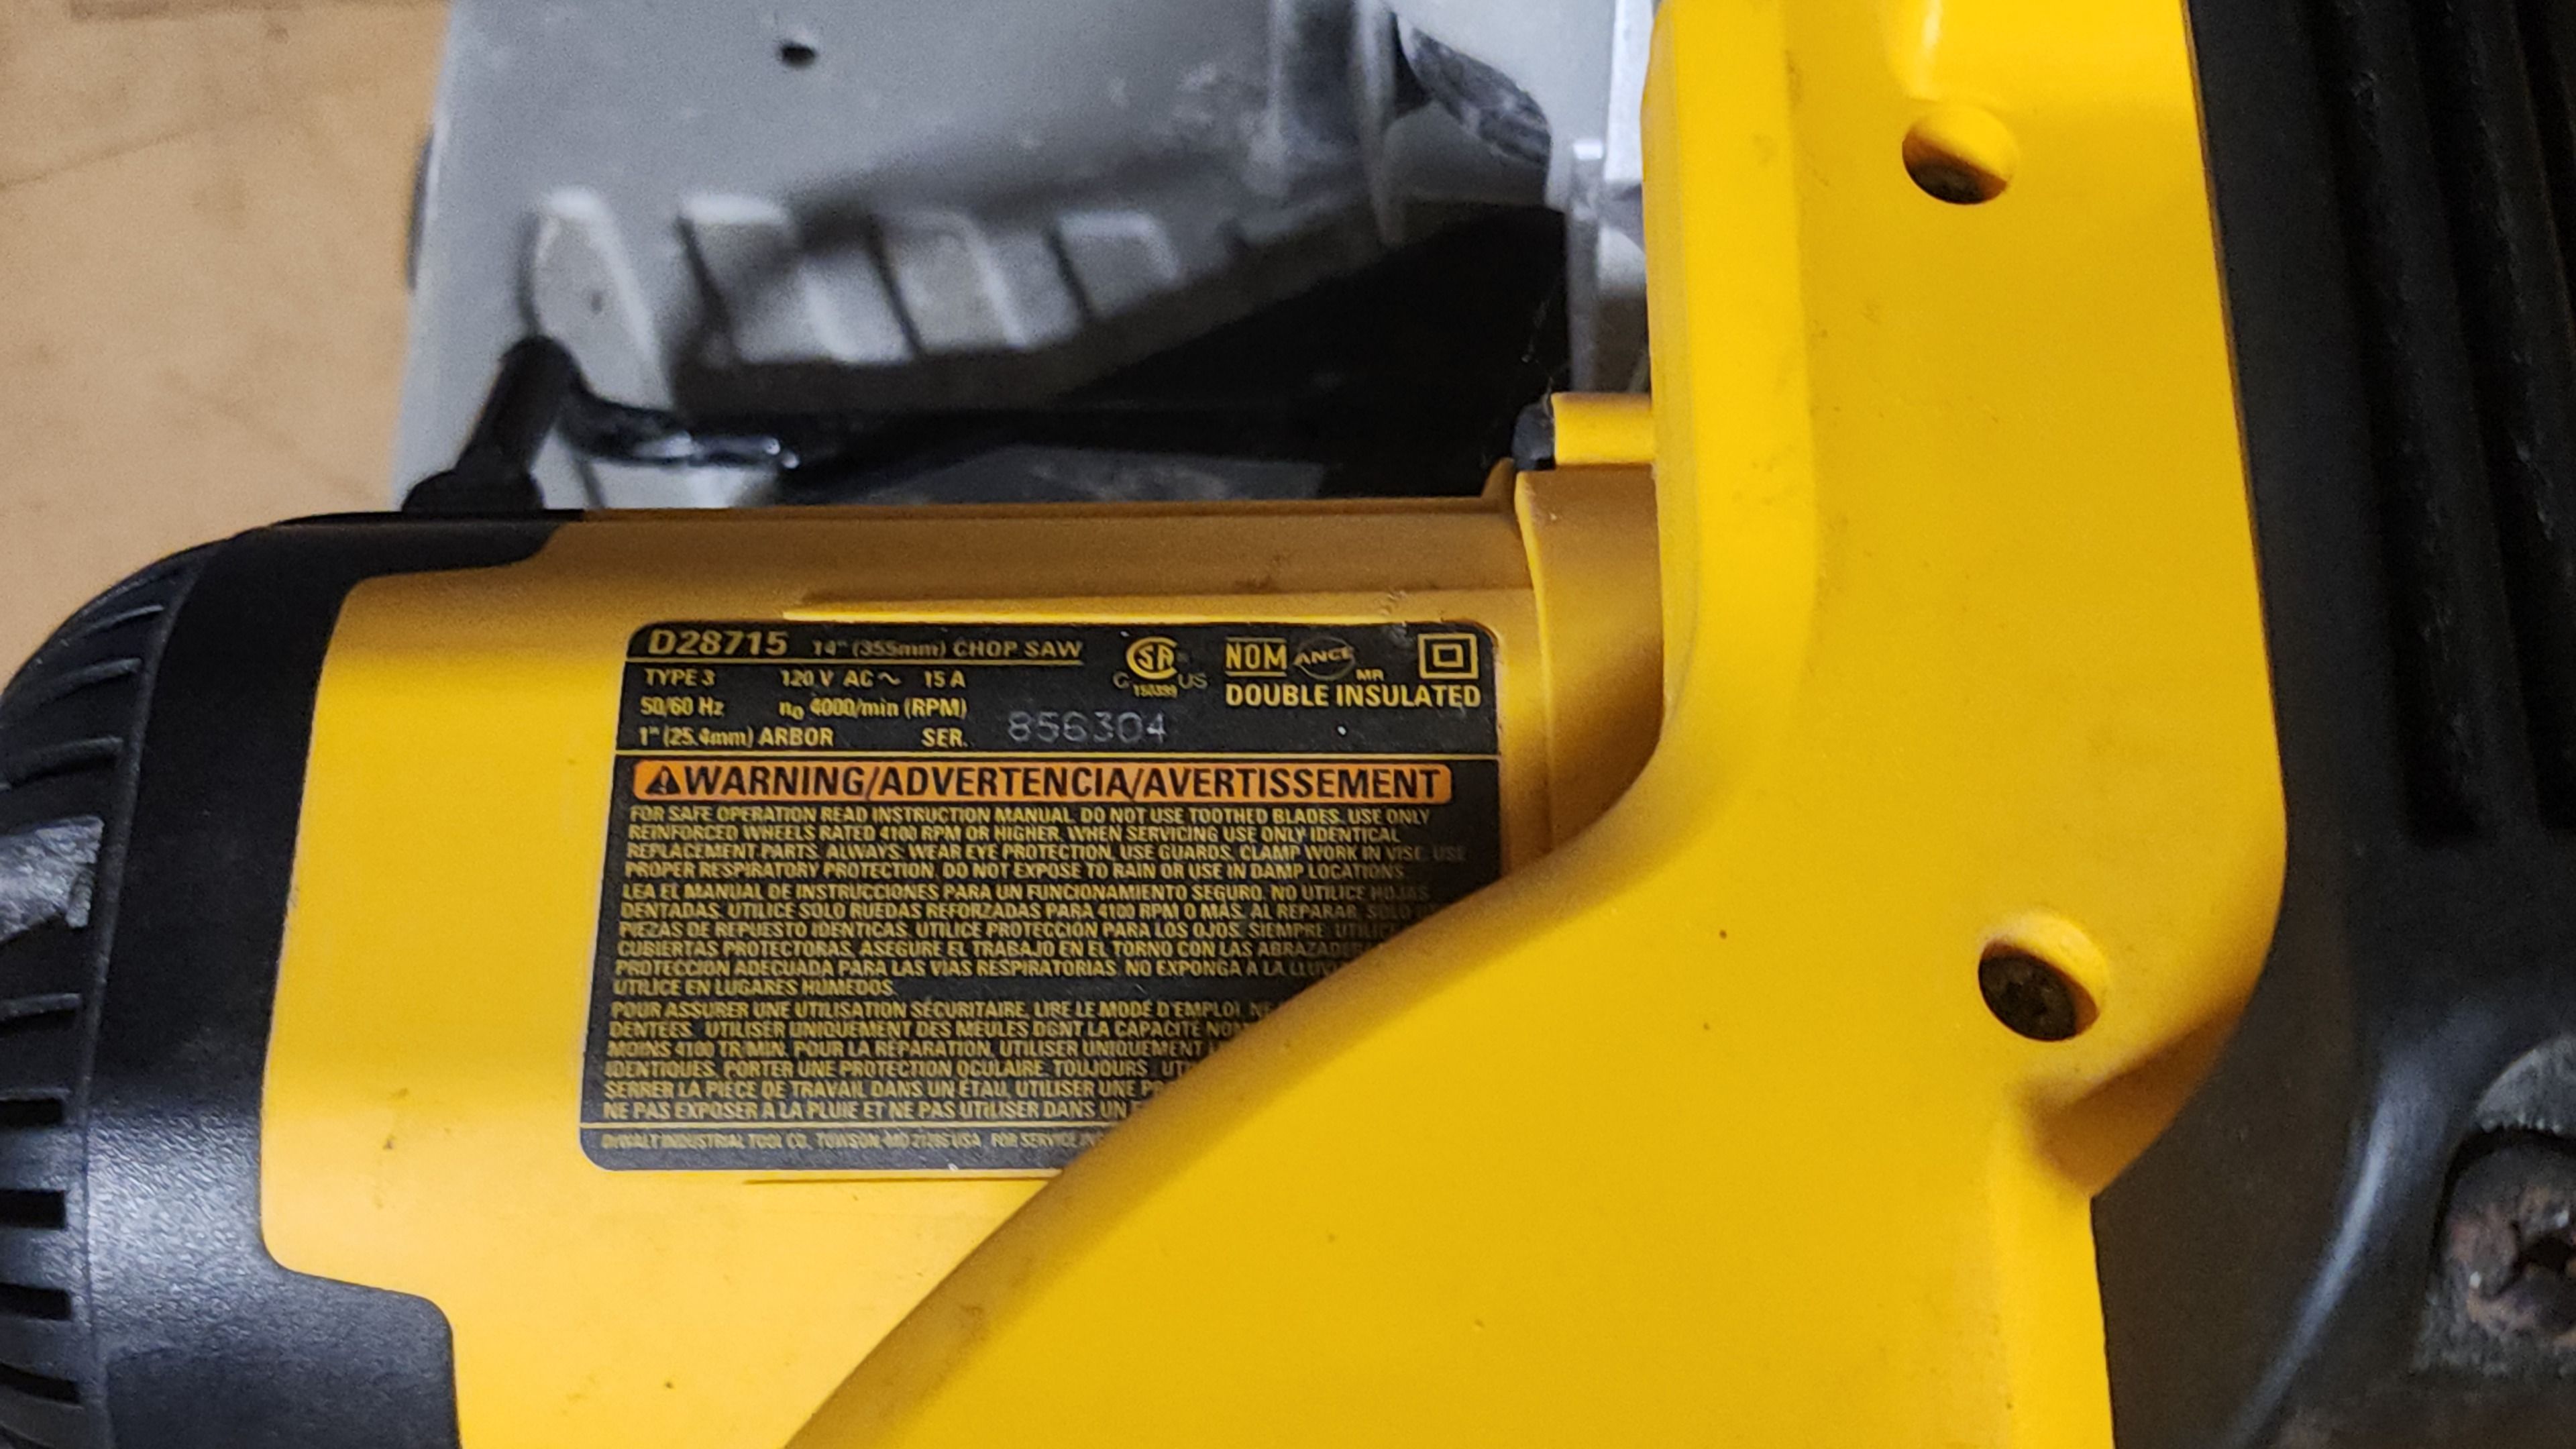 D28715 14" (355mm) CHOP SAW
TYPE 3 120 V AC ~ 15 A
50/60 Hz n₀ 4000/min (RPM)
1" (25.4mm) ARBOR SER. 856304
SA
C US
NOM ANCE MR
DOUBLE INSULATED
⚠WARNING/ADVERTENCIA/AVERTISSEMENT
FOR SAFE OPERATION READ INSTRUCTION MANUAL. DO NOT USE TOOTHED BLADES. USE ONLY
REINFORCED WHEELS RATED 4100 RPM OR HIGHER. WHEN SERVICING USE ONLY IDENTICAL
REPLACEMENT PARTS. ALWAYS: WEAR EYE PROTECTION, USE GUARDS, CLAMP WORK IN VISE, USE
PROPER RESPIRATORY PROTECTION. DO NOT EXPOSE TO RAIN OR USE IN DAMP LOCATIONS.
LEA EL MANUAL DE INSTRUCCIONES PARA UN FUNCIONAMIENTO SEGURO. NO UTILICE HOJAS
DENTADAS. UTILICE SOLO RUEDAS REFORZADAS PARA 4100 RPM O MAS. AL REPARAR, SOLO
PIEZAS DE REPUESTO IDENTICAS. UTILICE PROTECCION PARA LOS OJOS. SIEMPRE: UTILICE
CUBIERTAS PROTECTORAS, ASEGURE EL TRABAJO EN EL TORNO CON LAS
PROTECCION ADECUADA PARA LAS VIAS RESPIRATORIAS. NO EXPONGA A LA
UTILICE EN LUGARES HÚMEDOS.
POUR ASSURER UNE UTILISATION SÉCURITAIRE, LIRE LE MODE D'EMPLOI. NE
DENTEES. UTILISER UNIQUEMENT DES MEULES DONT LA CAPACITE
MOINS 4100 TR/MIN. POUR LA REPARATION, UTILISER UNIQUEMENT
IDENTIQUES. PORTER UNE PROTECTION OCULAIRE. TOUJOURS :
SERRER LA PIÈCE DE TRAVAIL DANS UN ÉTAU, UTILISER UNE
NE PAS EXPOSER À LA PLUIE ET NE PAS UTILISER DANS UN
DEWALT INDUSTRIAL TOOL CO., TOWSON, MD 21286 USA, FOR SERVICE